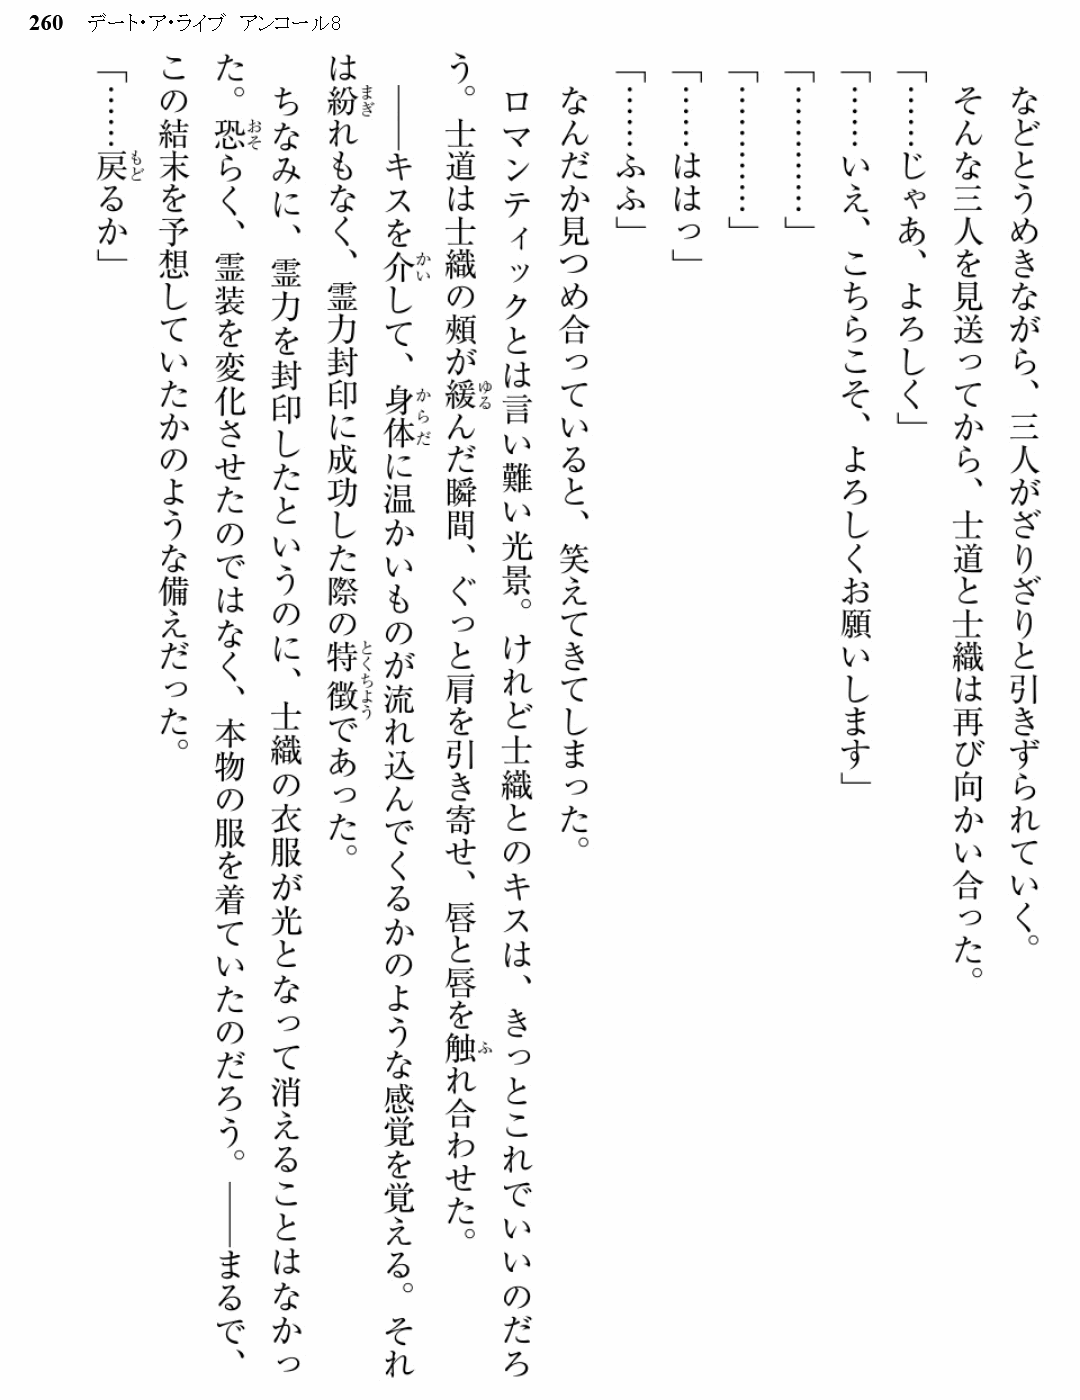 260 デート・ア・ライブ アンコール8
などとうめきながら、三人がざりざりと引きずられていく。
そんな三人を見送ってから、士道と士織は再び向かい合った。
「……じゃあ、よろしく」
「……いえ、こちらこそ、よろしくお願いします」
「…………」
「…………」
「……ははっ」
「……ふふ」
なんだか見つめ合っていると、笑えてきてしまった。
ロマンティックとは言い難い光景。けれど士織とのキスは、きっとこれでいいのだろ
う。士道は士織の頰が緩んだ瞬間、ぐっと肩を引き寄せ、唇と唇を触れ合わせた。
――キスを介して、身体に温かいものが流れ込んでくるかのような感覚を覚える。それ
は紛れもなく、霊力封印に成功した際の特徴であった。
ちなみに、霊力を封印したというのに、士織の衣服が光となって消えることはなかっ
た。恐らく、霊装を変化させたのではなく、本物の服を着ていたのだろう。――まるで、
この結末を予想していたかのような備えだった。
「……戻るか」